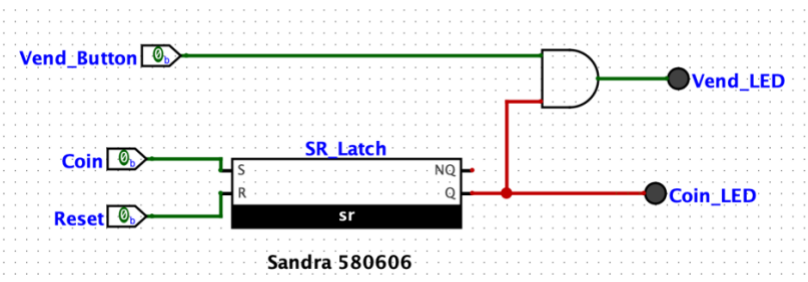 Vend_Button 0b
Vend_LED
SR_Latch
Coin 0b
S NQ
R Q
Coin_LED
Reset 0b
sr
Sandra 580606